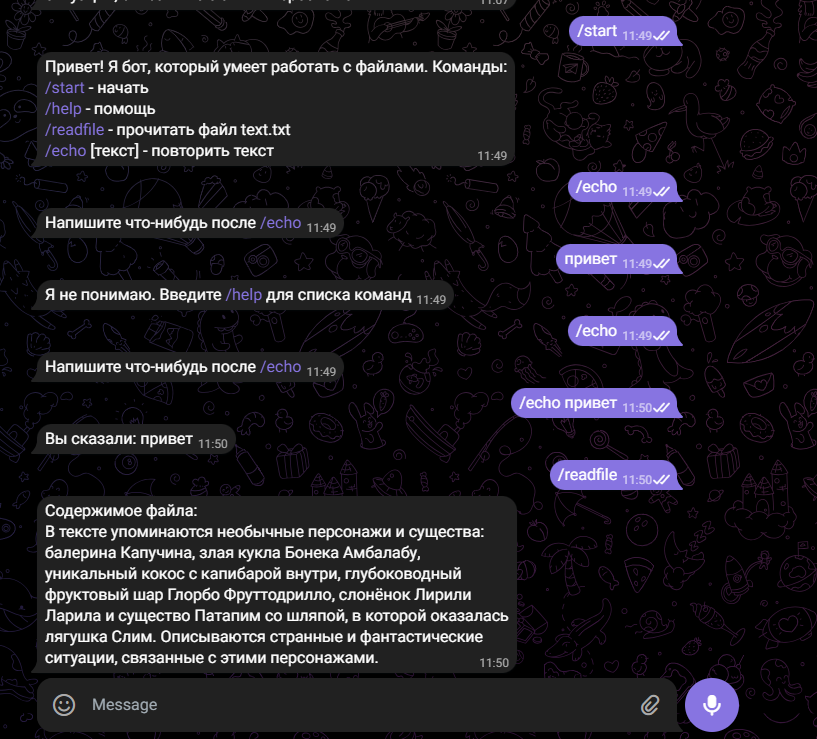 11:07
/start 11:49
Привет! Я бот, который умеет работать с файлами. Команды:
/start - начать
/help - помощь
/readfile - прочитать файл text.txt
/echo [текст] - повторить текст
11:49
/echo 11:49
Напишите что-нибудь после /echo 11:49
привет 11:49
Я не понимаю. Введите /help для списка команд 11:49
/echo 11:49
Напишите что-нибудь после /echo 11:49
/echo привет 11:50
Вы сказали: привет 11:50
/readfile 11:50
Содержимое файла:
В тексте упоминаются необычные персонажи и существа:
балерина Капучина, злая кукла Бонека Амбалабу,
уникальный кокос с капибарой внутри, глубоководный
фруктовый шар Глорбо Фруттодрилло, слонёнок Лирили
Ларила и существо Патапим со шляпой, в которой оказалась
лягушка Слим. Описываются странные и фантастические
ситуации, связанные с этими персонажами.
11:50
Message